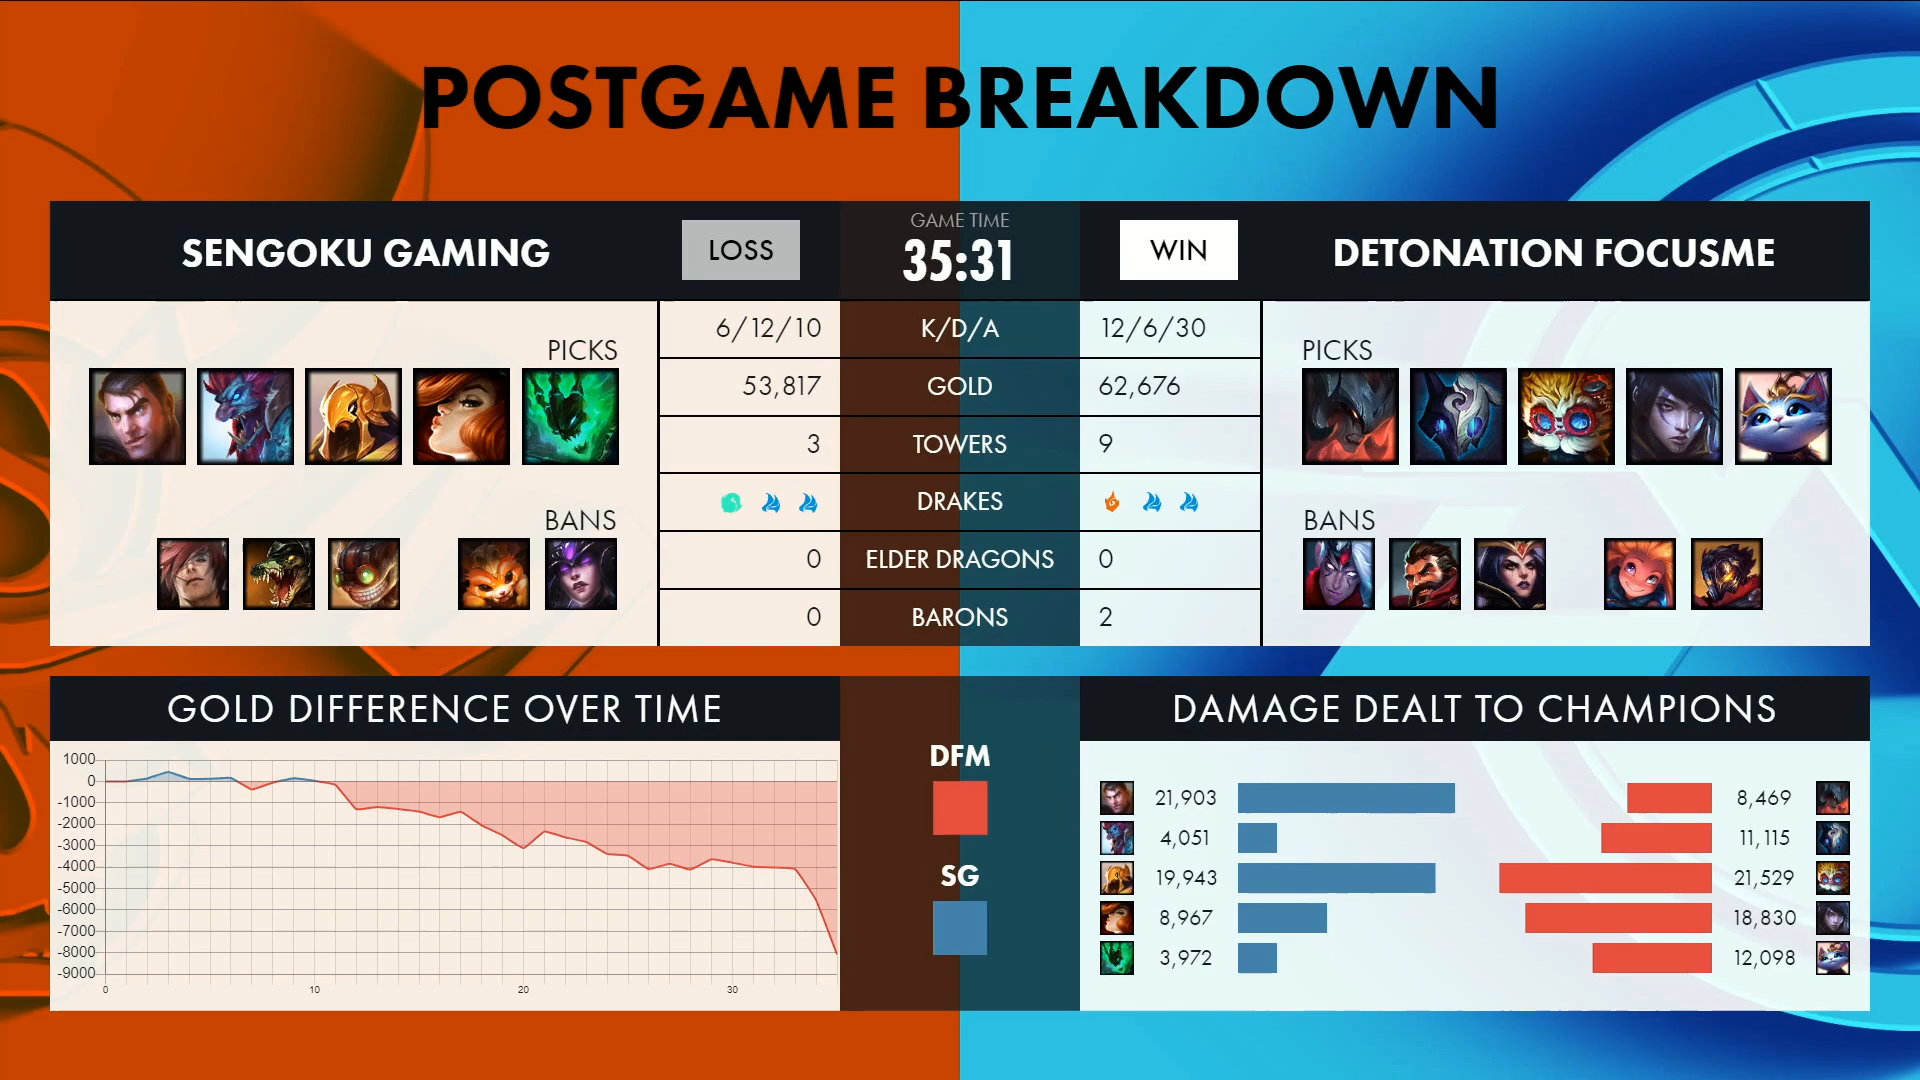 POSTGAME BREAKDOWN
SENGOKU GAMING
LOSS
GAME TIME
35:31
WIN
DETONATION FOCUSME
PICKS
BANS
6/12/10 K/D/A 12/6/30
53,817 GOLD 62,676
3 TOWERS 9
DRAKES
0 ELDER DRAGONS 0
0 BARONS 2
PICKS
BANS
GOLD DIFFERENCE OVER TIME
1000
0
-1000
-2000
-3000
-4000
-5000
-6000
-7000
-8000
-9000
0 10 20 30
DFM
SG
DAMAGE DEALT TO CHAMPIONS
21,903 8,469
4,051 11,115
19,943 21,529
8,967 18,830
3,972 12,098